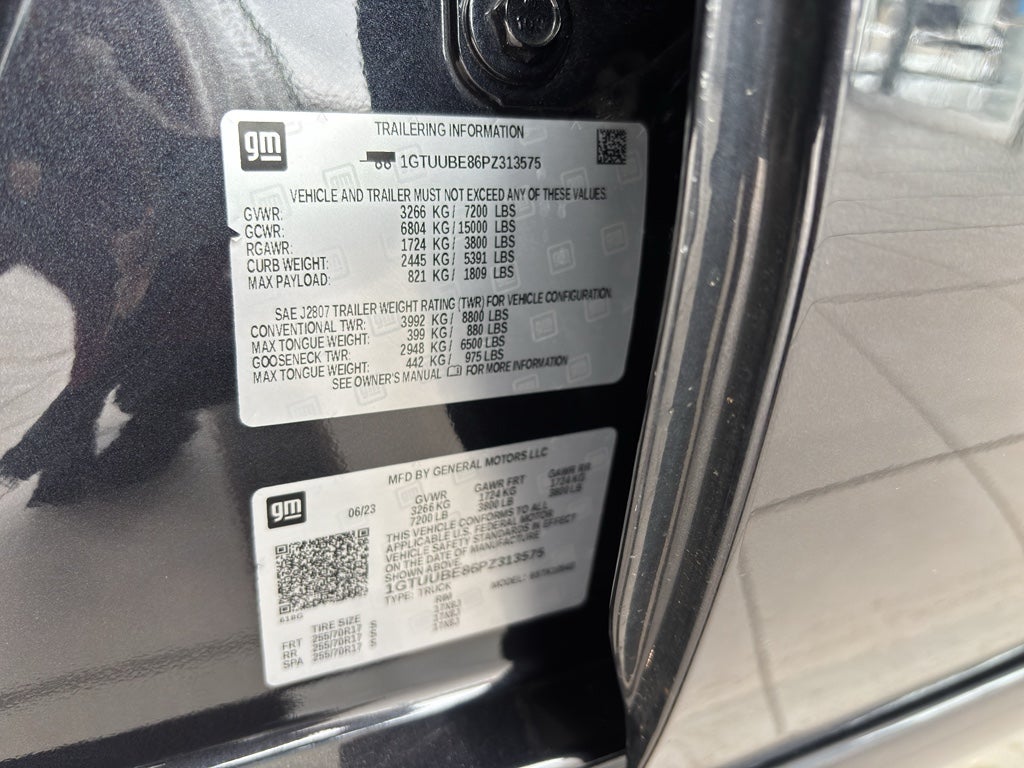 gm
TRAILERING INFORMATION
1GTUUBE86PZ313575
VEHICLE AND TRAILER MUST NOT EXCEED ANY OF THESE VALUES.
GVWR: 3266 KG/ 7200 LBS
GCWR: 6804 KG/ 15000 LBS
RGAWR: 1724 KG/ 3800 LBS
CURB WEIGHT: 2445 KG/ 5391 LBS
MAX PAYLOAD: 821 KG/ 1809 LBS
SAE J2807 TRAILER WEIGHT RATING (TWR) FOR VEHICLE CONFIGURATION.
CONVENTIONAL TWR: 3992 KG/ 8800 LBS
MAX TONGUE WEIGHT: 399 KG/ 880 LBS
GOOSENECK TWR: 2948 KG/ 6500 LBS
MAX TONGUE WEIGHT: 442 KG/ 975 LBS
SEE OWNER'S MANUAL FOR MORE INFORMATION
gm
MFD BY GENERAL MOTORS LLC
06/23
GVWR GAWR FRT GAWR RR
3266 KG 1724 KG 1724 KG
7200 LB 3800 LB 3800 LB
THIS VEHICLE CONFORMS TO ALL
APPLICABLE U.S. FEDERAL MOTOR
VEHICLE SAFETY STANDARDS IN EFFECT
ON THE DATE OF MANUFACTURE
SHOWN ABOVE.
1GTUUBE86PZ313575
TYPE: TRUCK MODEL:
TIRE SIZE
FRT 255/70R17 S
RR 255/70R17 S
SPA 255/70R17 S